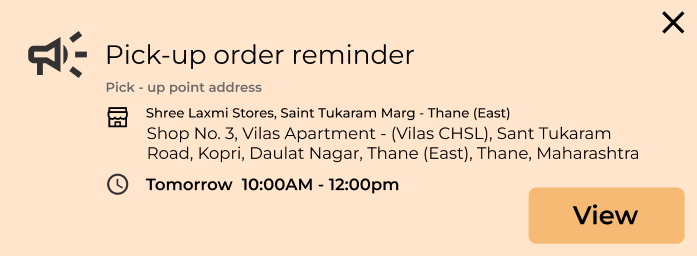 Pick-up order reminder
Pick - up point address
Shree Laxmi Stores, Saint Tukaram Marg - Thane (East)
Shop No. 3, Vilas Apartment - (Vilas CHSL), Sant Tukaram
Road, Kopri, Daulat Nagar, Thane (East), Thane, Maharashtra
Tomorrow 10:00AM - 12:00pm
View